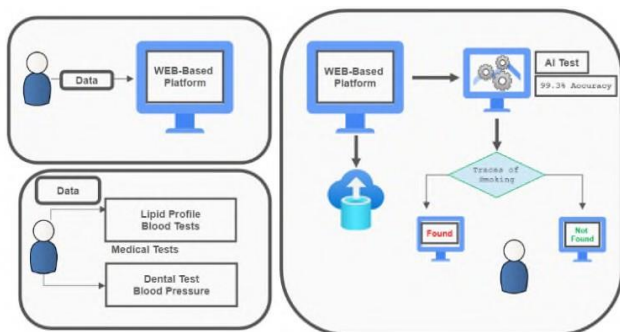 Data
WEB-Based
Platform
Data
Lipid Profile
Blood Tests
Medical Tests
Dental Test
Blood Pressure
WEB-Based
Platform
AI Test
99.3% Accuracy
Traces of
Smoking
Found
Not
Found